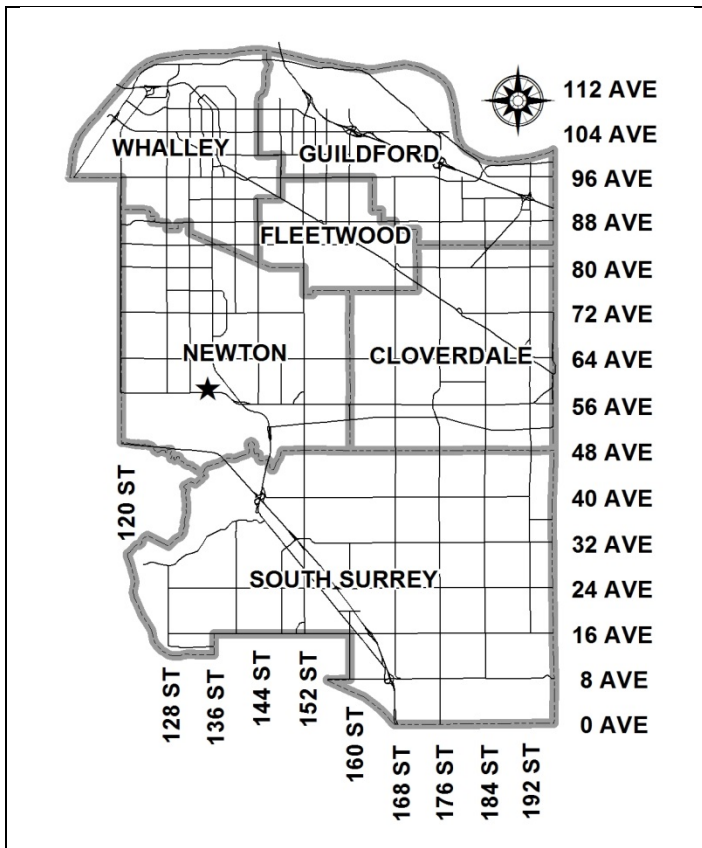 112 AVE
104 AVE
WHALLEY
GUILDFORD
96 AVE
88 AVE
FLEETWOOD
80 AVE
72 AVE
NEWTON
CLOVERDALE
64 AVE
56 AVE
48 AVE
120 ST
40 AVE
32 AVE
SOUTH SURREY
24 AVE
16 AVE
8 AVE
0 AVE
128 ST
136 ST
144 ST
152 ST
160 ST
168 ST
176 ST
184 ST
192 ST